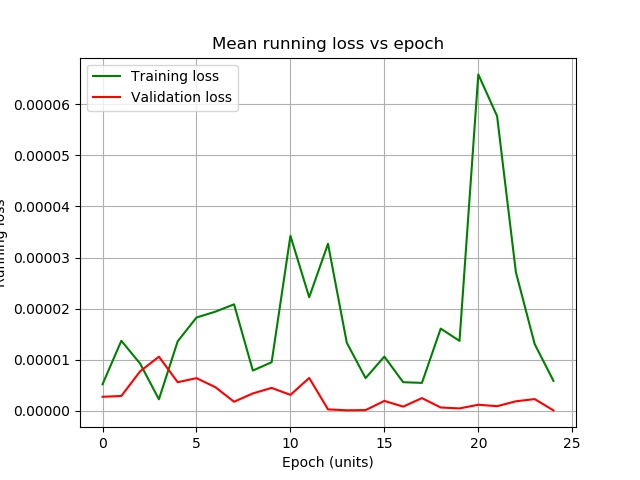 Mean running loss vs epoch
Training loss
Validation loss
0.00006
0.00005
0.00004
0.00003
0.00002
0.00001
0.00000
loss
0 5 10 15 20 25
Epoch (units)